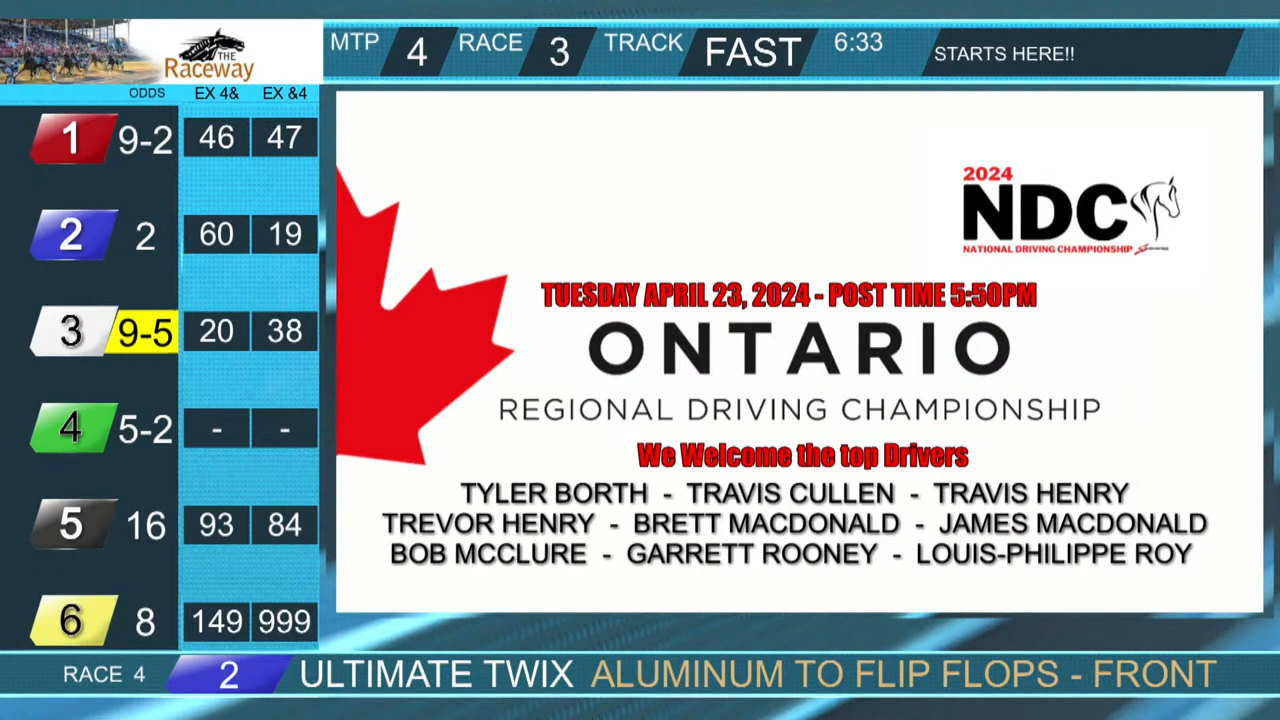 THE
Raceway
MTP 4 RACE 3 TRACK FAST 6:33 STARTS HERE!!
ODDS EX 4& EX &4
1 9-2 46 47
2 2 60 19
3 9-5 20 38
4 5-2 - -
5 16 93 84
6 8 149 999
2024
NDC
NATIONAL DRIVING CHAMPIONSHIP
TUESDAY APRIL 23, 2024 - POST TIME 5:50PM
ONTARIO
REGIONAL DRIVING CHAMPIONSHIP
We Welcome the top Drivers
TYLER BORTH - TRAVIS CULLEN - TRAVIS HENRY
TREVOR HENRY - BRETT MACDONALD - JAMES MACDONALD
BOB MCCLURE - GARRETT ROONEY - LOUIS-PHILIPPE ROY
RACE 4 2 ULTIMATE TWIX ALUMINUM TO FLIP FLOPS - FRONT